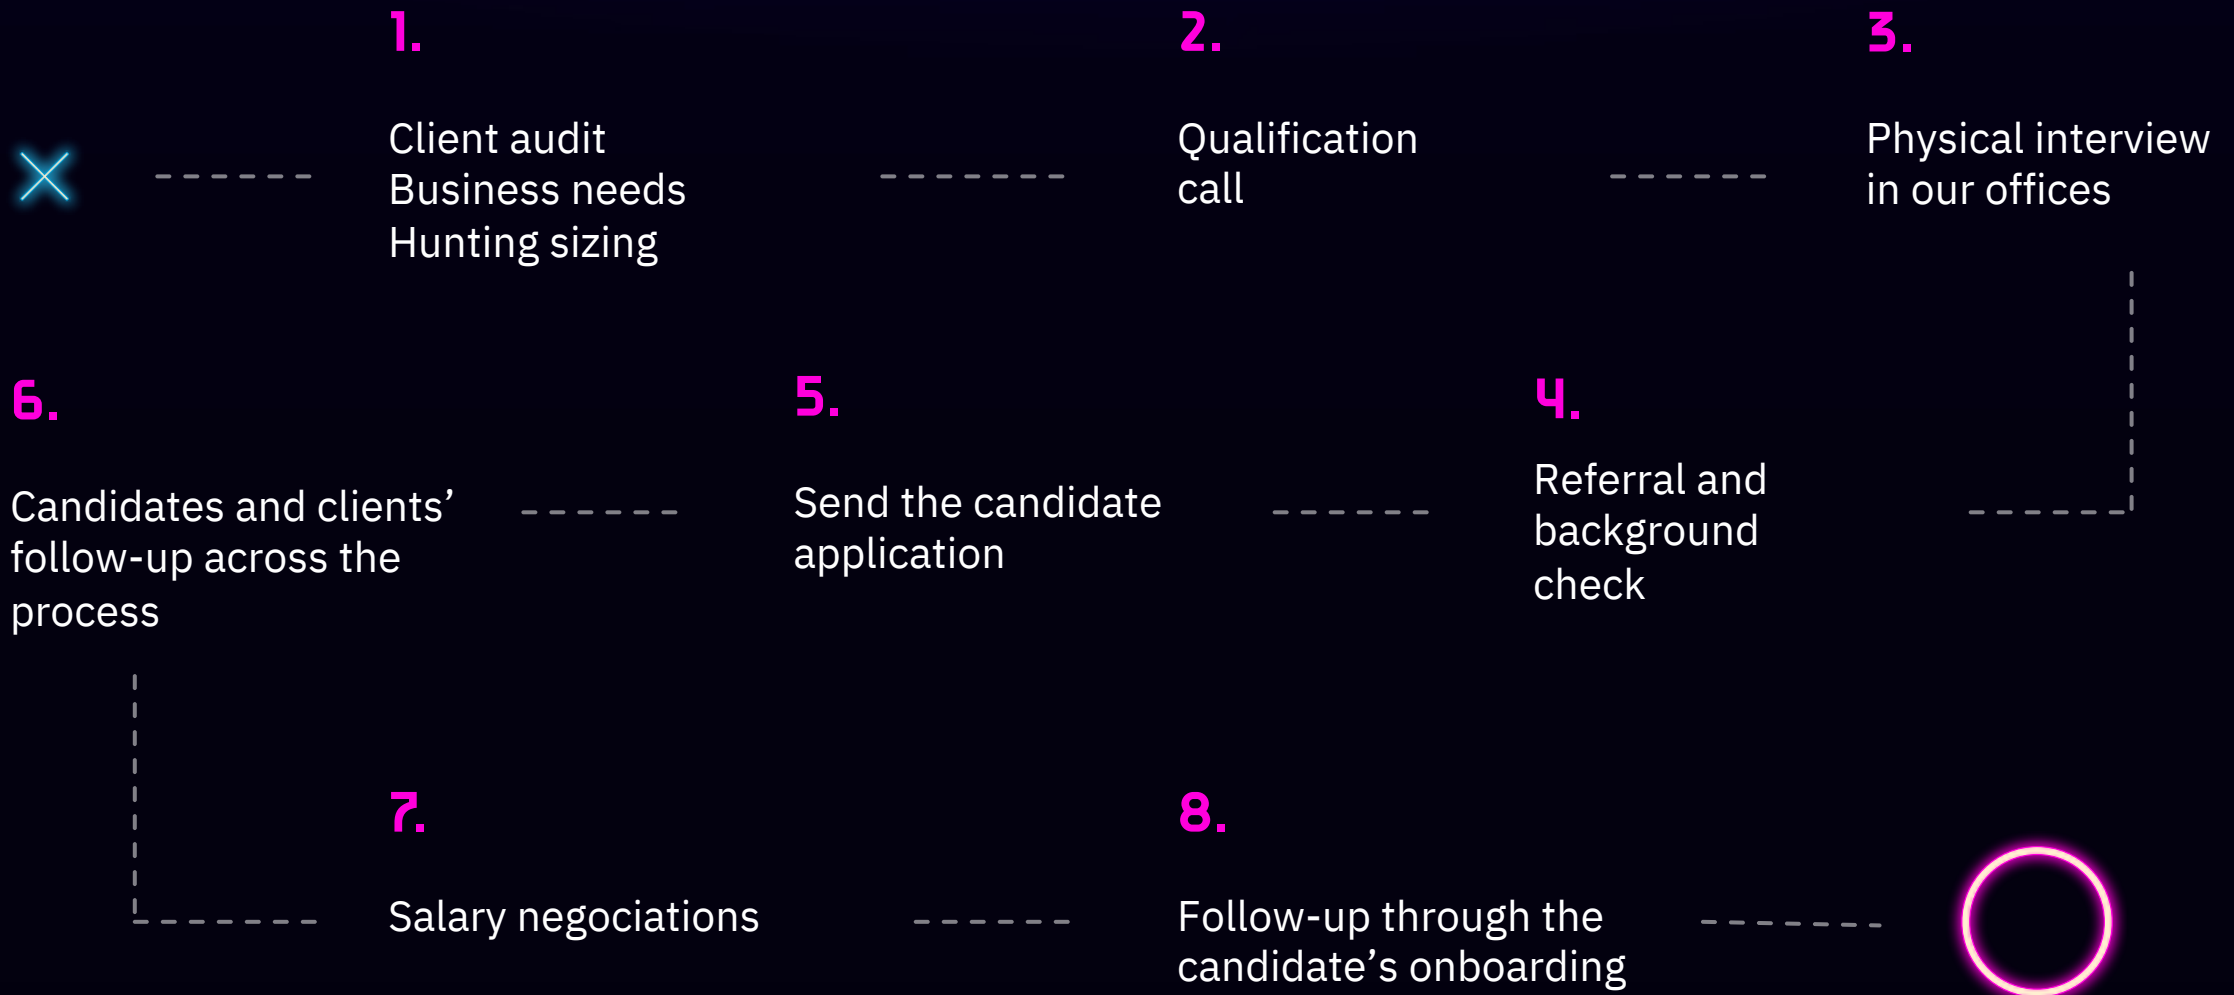 1.
Client audit
Business needs
Hunting sizing
2.
Qualification
call
3.
Physical interview
in our offices
4.
Referral and
background
check
5.
Send the candidate
application
6.
Candidates and clients’
follow-up across the
process
7.
Salary negociations
8.
Follow-up through the
candidate’s onboarding